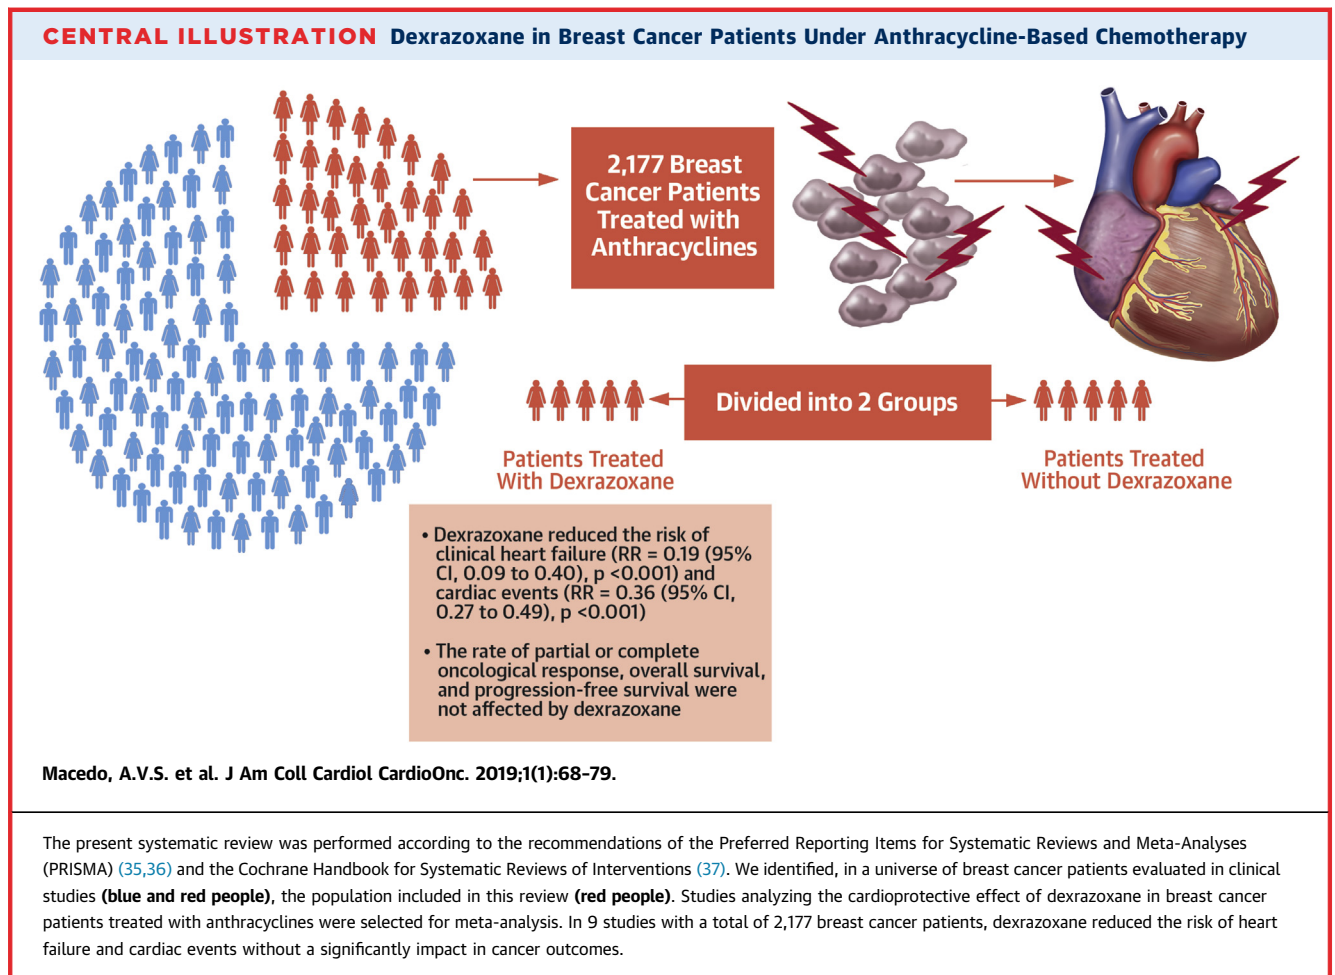 CENTRAL ILLUSTRATION Dexrazoxane in Breast Cancer Patients Under Anthracycline-Based Chemotherapy
2,177 Breast
Cancer Patients
Treated with
Anthracyclines
Divided into 2 Groups
Patients Treated
With Dexrazoxane
Patients Treated
Without Dexrazoxane
• Dexrazoxane reduced the risk of
clinical heart failure (RR = 0.19 (95%
CI, 0.09 to 0.40), p <0.001) and
cardiac events (RR = 0.36 (95% CI,
0.27 to 0.49), p <0.001)
• The rate of partial or complete
oncological response, overall survival,
and progression-free survival were
not affected by dexrazoxane
Macedo, A.V.S. et al. J Am Coll Cardiol CardioOnc. 2019;1(1):68–79.
The present systematic review was performed according to the recommendations of the Preferred Reporting Items for Systematic Reviews and Meta-Analyses
(PRISMA) (35,36) and the Cochrane Handbook for Systematic Reviews of Interventions (37). We identified, in a universe of breast cancer patients evaluated in clinical
studies (blue and red people), the population included in this review (red people). Studies analyzing the cardioprotective effect of dexrazoxane in breast cancer
patients treated with anthracyclines were selected for meta-analysis. In 9 studies with a total of 2,177 breast cancer patients, dexrazoxane reduced the risk of heart
failure and cardiac events without a significantly impact in cancer outcomes.